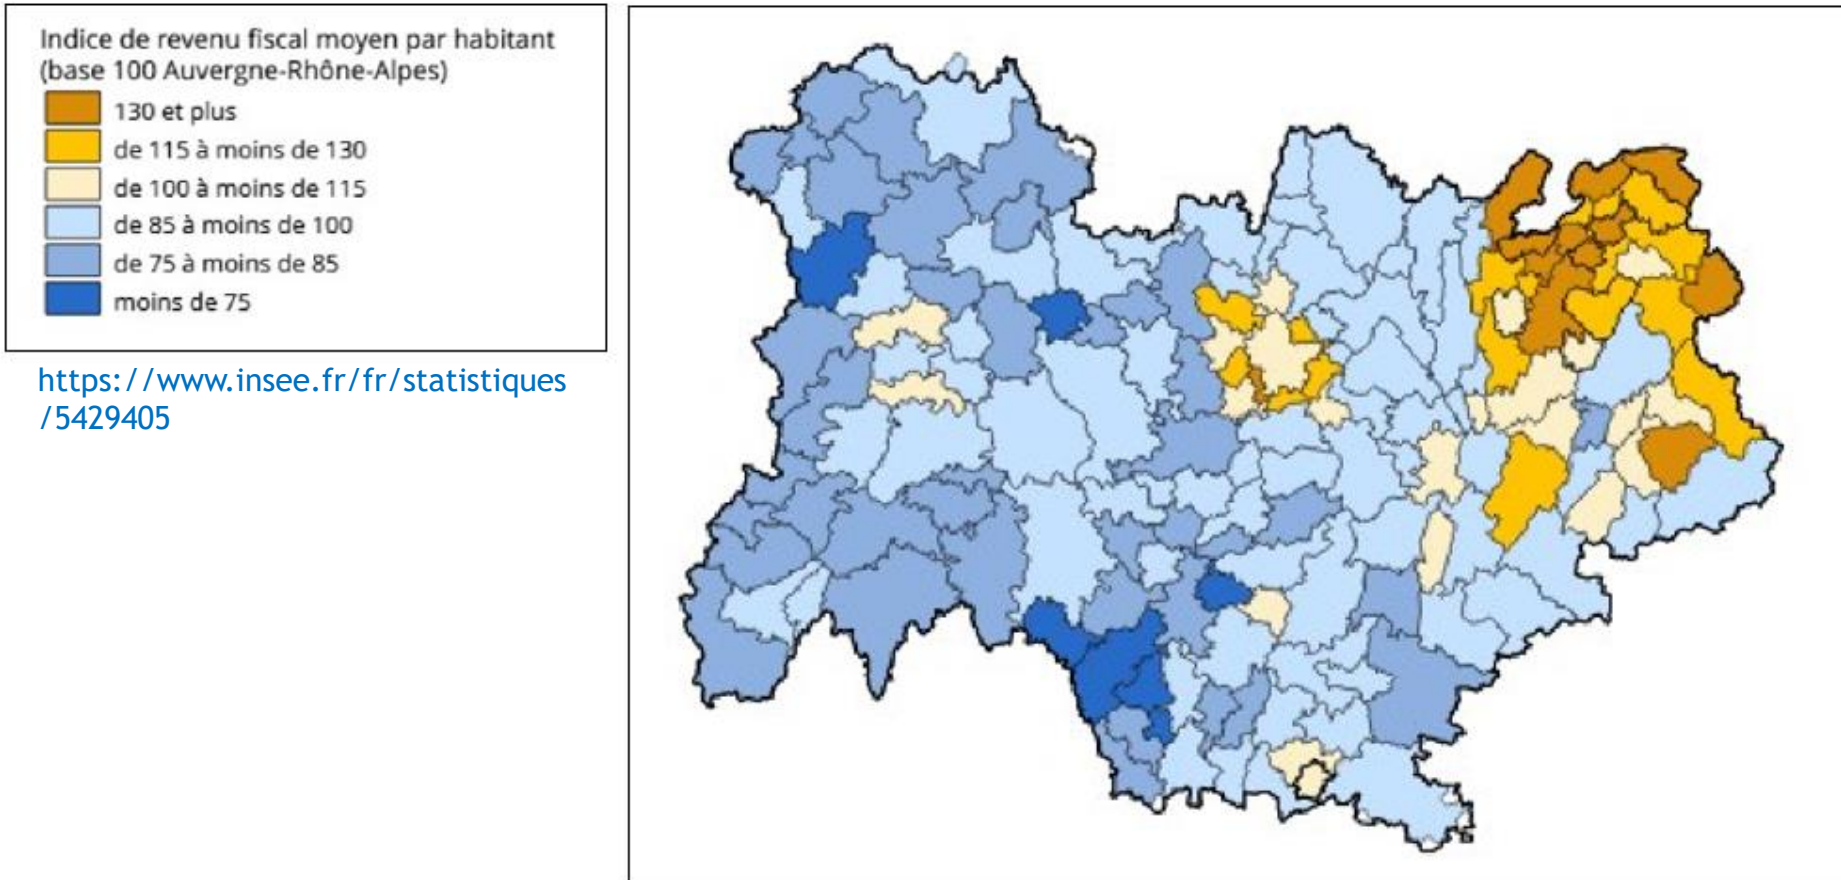 Indice de revenu fiscal moyen par habitant
(base 100 Auvergne-Rhône-Alpes)
130 et plus
de 115 à moins de 130
de 100 à moins de 115
de 85 à moins de 100
de 75 à moins de 85
moins de 75
https://www.insee.fr/fr/statistiques
/5429405